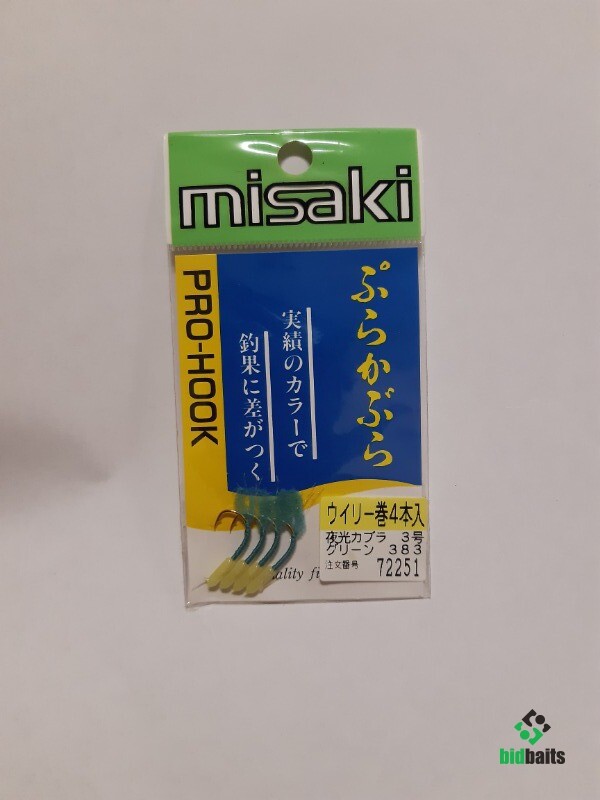 misaki
PRO-HOOK
ぷらかぶら
実績のカラーで
釣果に差がつく
ウイリー巻4本入
夜光カブラ 3号
グリーン 383
注文番号 72251
bidbaits